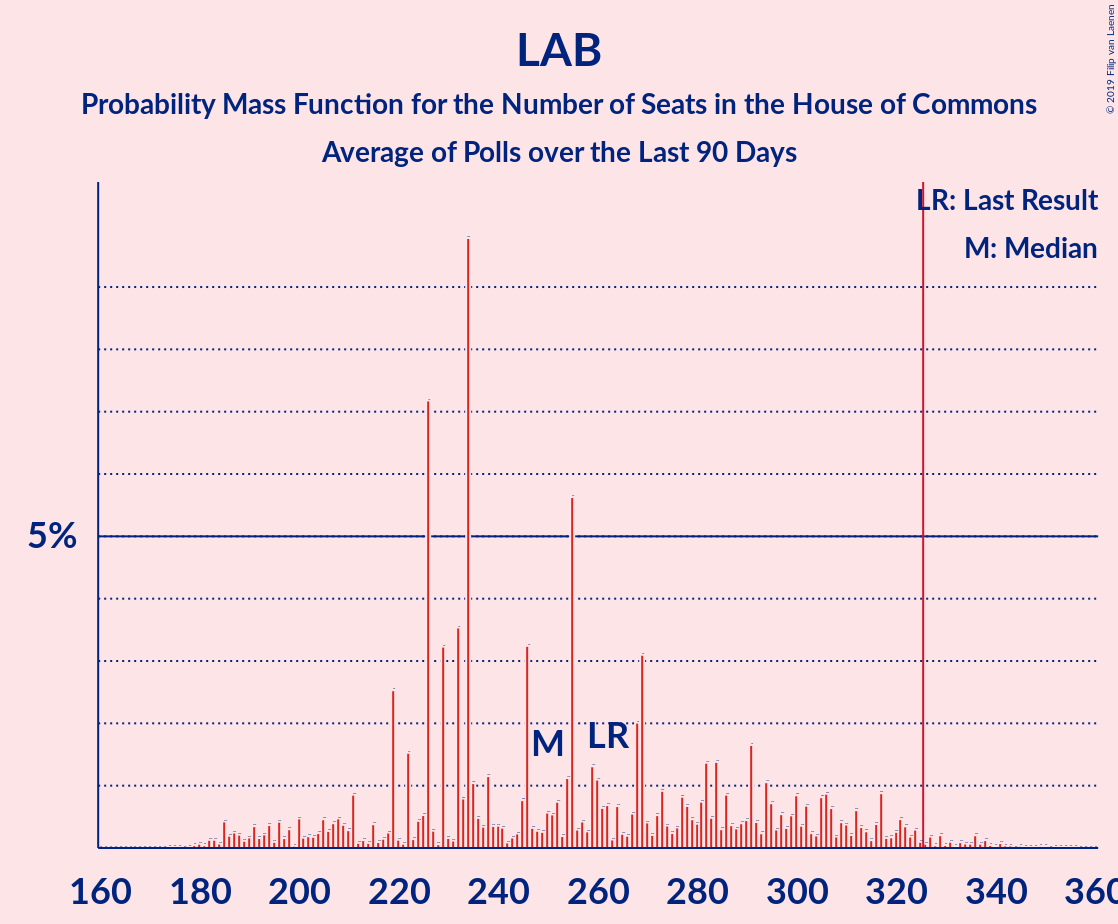 LAB
Probability Mass Function for the Number of Seats in the House of Commons
Average of Polls over the Last 90 Days
© 2019 Filip van Laenen
LR: Last Result
M: Median
5%
M
LR
160 180 200 220 240 260 280 300 320 340 360